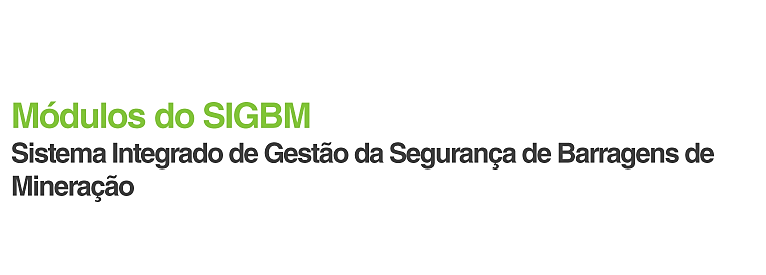 Módulos do SIGBM
Sistema Integrado de Gestão da Segurança de Barragens de
Mineração